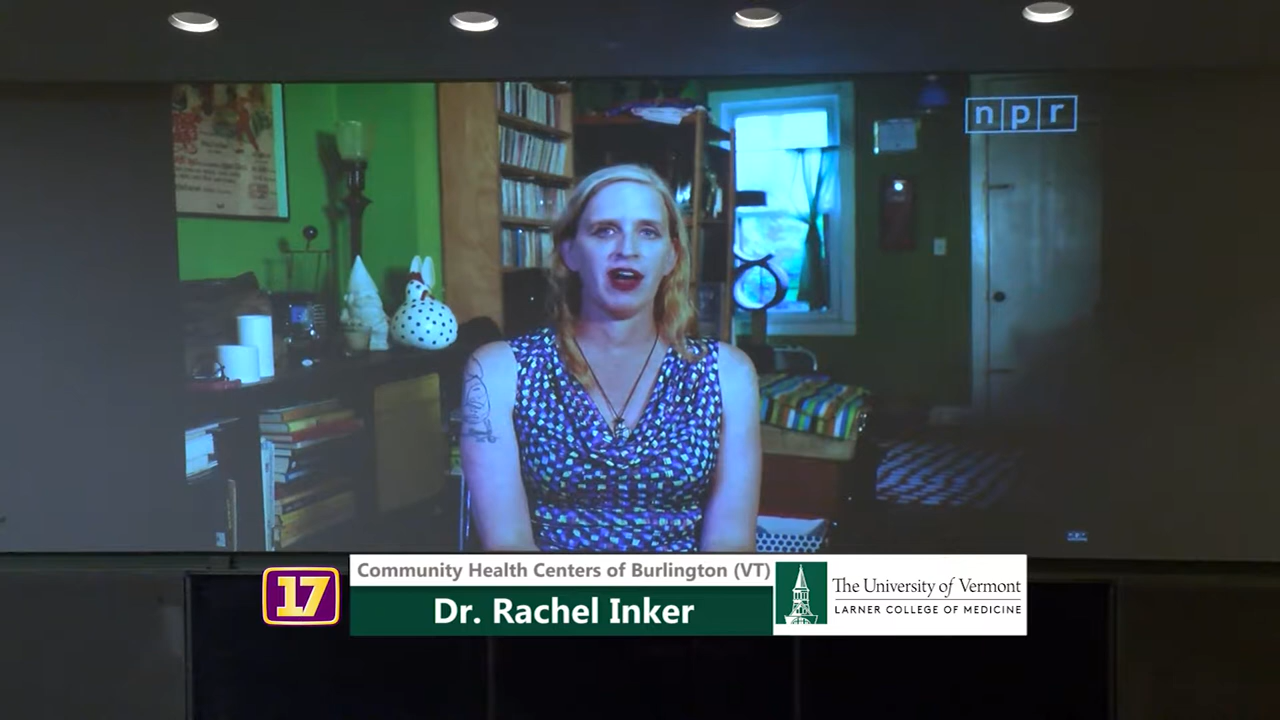 npr
17
Community Health Centers of Burlington (VT)
Dr. Rachel Inker
The University of Vermont
LARNER COLLEGE OF MEDICINE